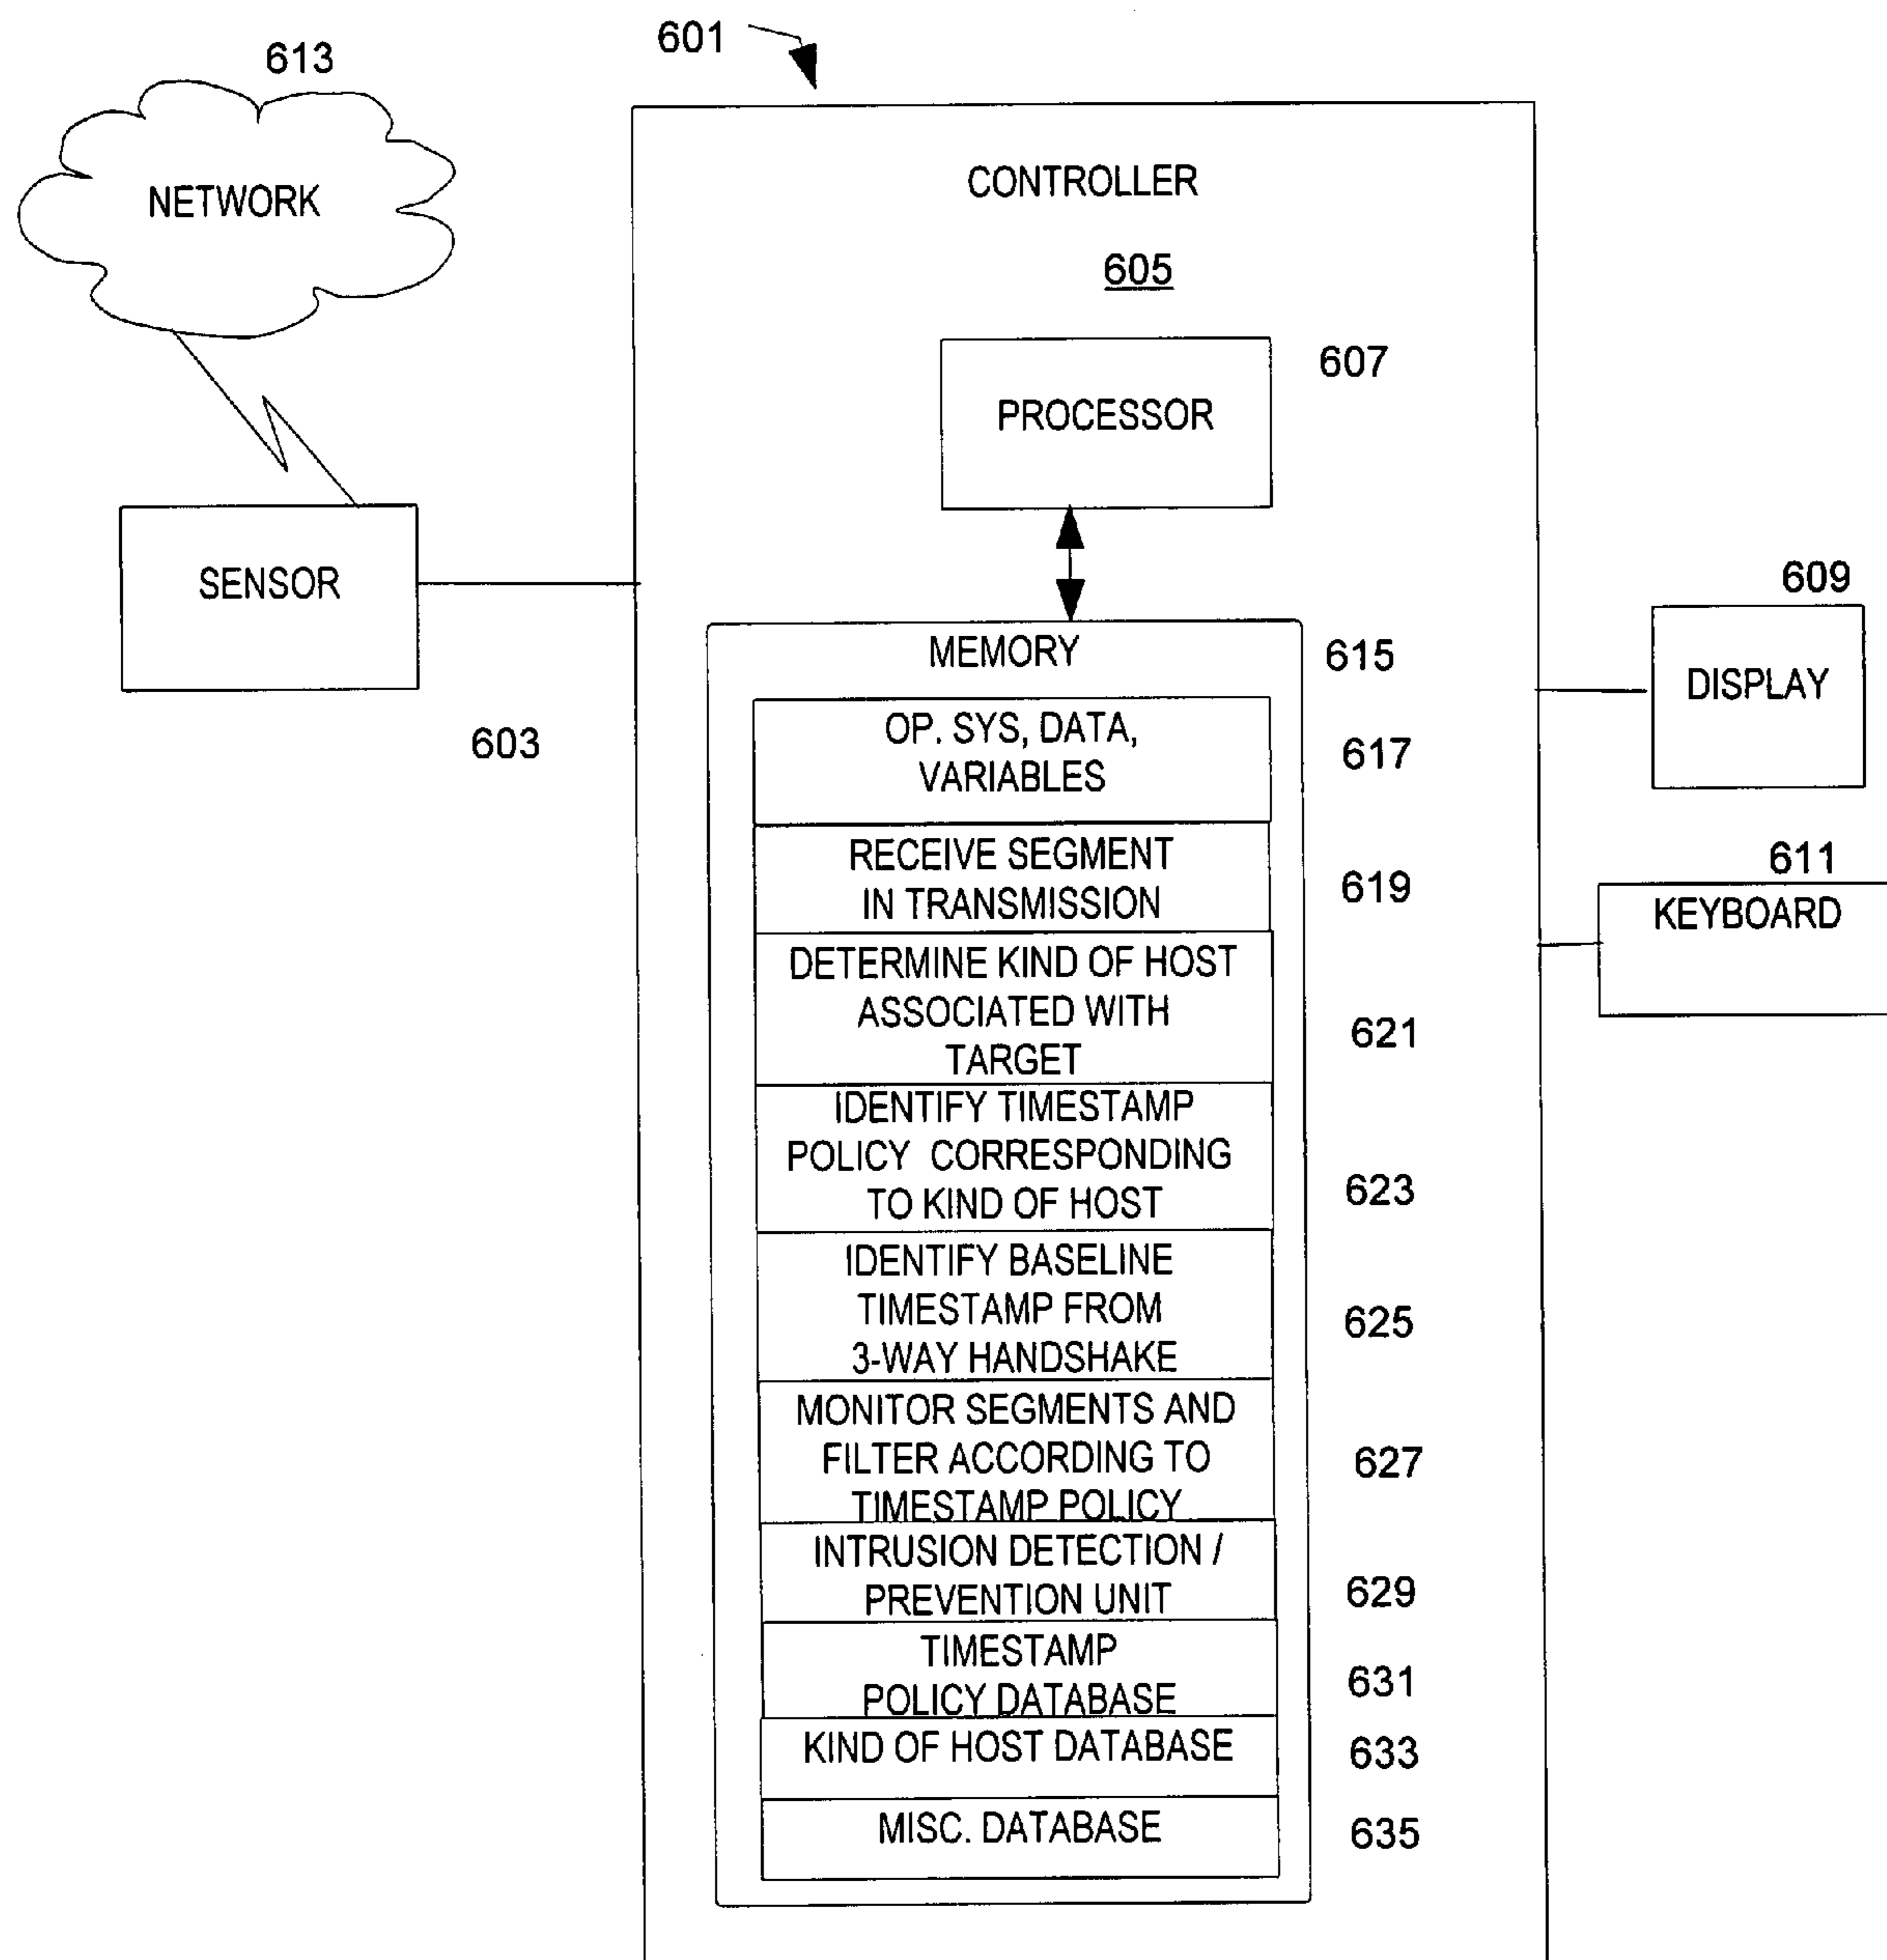 601
613
NETWORK
CONTROLLER
605
607
PROCESSOR
SENSOR
603
609
DISPLAY
611
KEYBOARD
MEMORY
615
OP. SYS, DATA,
VARIABLES
617
RECEIVE SEGMENT
IN TRANSMISSION
619
DETERMINE KIND OF HOST
ASSOCIATED WITH
TARGET
621
IDENTIFY TIMESTAMP
POLICY CORRESPONDING
TO KIND OF HOST
623
IDENTIFY BASELINE
TIMESTAMP FROM
3-WAY HANDSHAKE
625
MONITOR SEGMENTS AND
FILTER ACCORDING TO
TIMESTAMP POLICY
627
INTRUSION DETECTION /
PREVENTION UNIT
629
TIMESTAMP
POLICY DATABASE
631
KIND OF HOST DATABASE
633
MISC. DATABASE
635